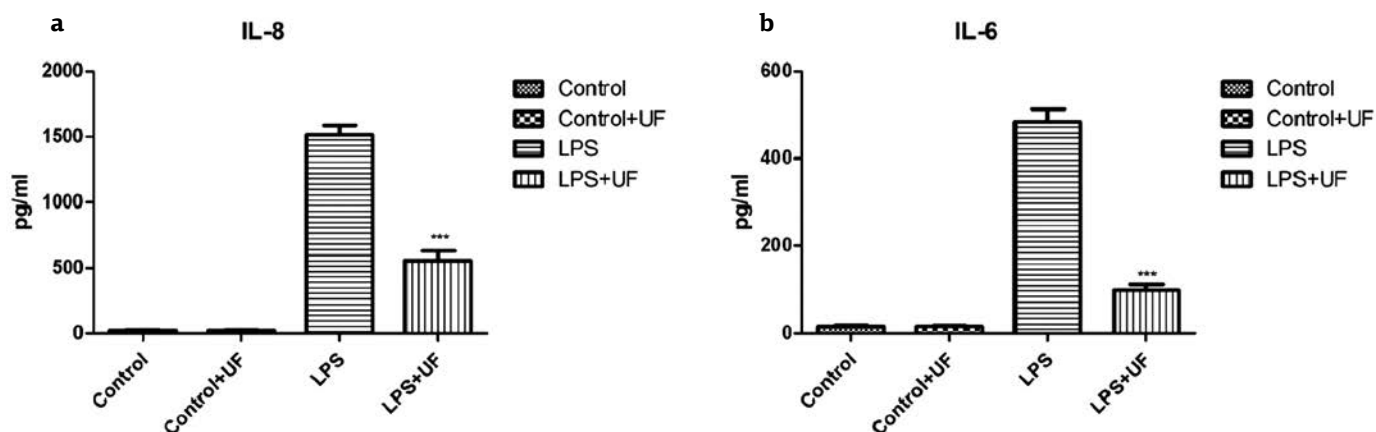 a
IL-8
pg/ml
2000
1500
1000
500
0
***
Control
Control+UF
LPS
LPS+UF
Control
Control+UF
LPS
LPS+UF
b
IL-6
pg/ml
600
400
200
0
***
Control
Control+UF
LPS
LPS+UF
Control
Control+UF
LPS
LPS+UF